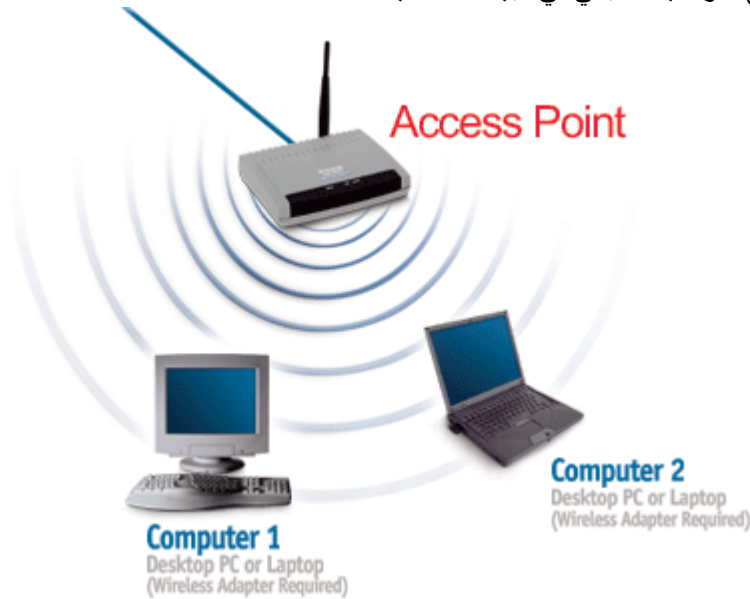 Access Point
Computer 2
Desktop PC or Laptop
(Wireless Adapter Required)
Computer 1
Desktop PC or Laptop
(Wireless Adapter Required)